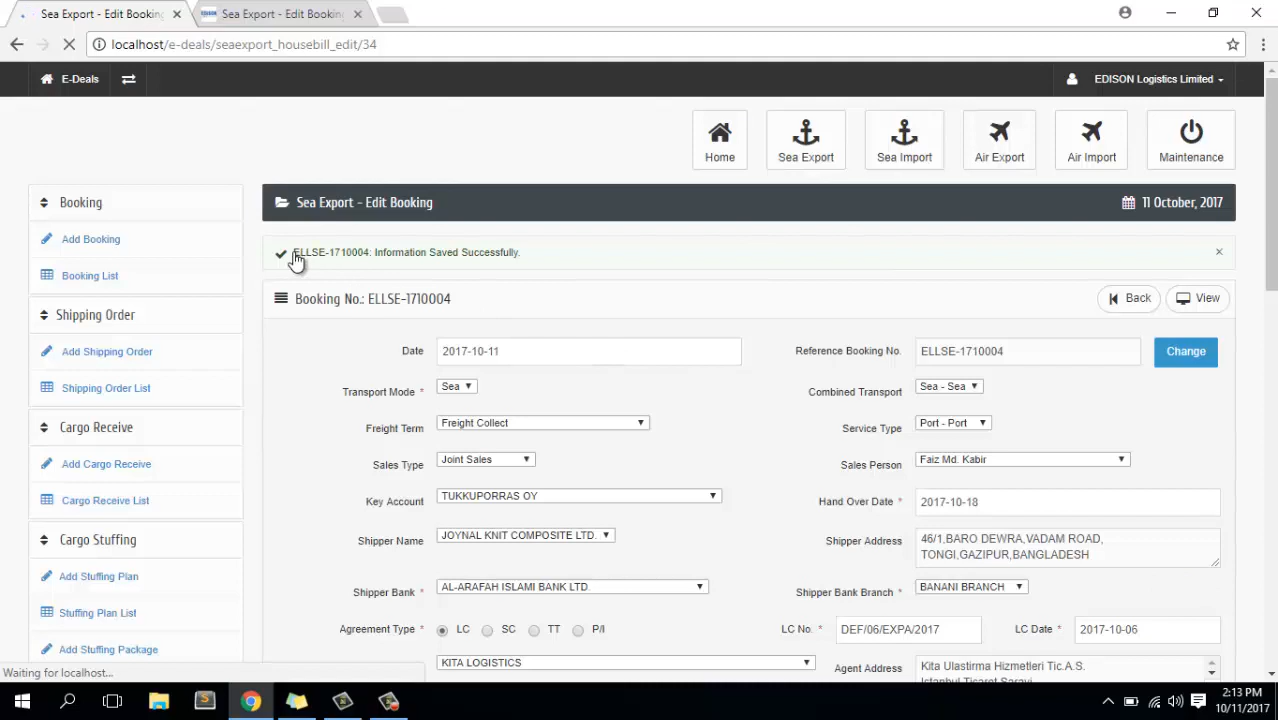 Sea Export - Edit Booking
Sea Export - Edit Booking
localhost/e-deals/seaexport_housebill_edit/34
E-Deals
EDISON Logistics Limited
Home
Sea Export
Sea Import
Air Export
Air Import
Maintenance
Booking
Add Booking
Booking List
Shipping Order
Add Shipping Order
Shipping Order List
Cargo Receive
Add Cargo Receive
Cargo Receive List
Cargo Stuffing
Add Stuffing Plan
Stuffing Plan List
Add Stuffing Package
Sea Export - Edit Booking
11 October, 2017
ELLSE-1710004: Information Saved Successfully.
×
Booking No.: ELLSE-1710004
Back
View
Date
2017-10-11
Reference Booking No.
ELLSE-1710004
Change
Transport Mode *
Sea
Combined Transport
Sea - Sea
Freight Term
Freight Collect
Service Type
Port - Port
Sales Type
Joint Sales
Sales Person
Faiz Md. Kabir
Key Account
TUKKUPORRAS OY
Hand Over Date *
2017-10-18
Shipper Name
JOYNAL KNIT COMPOSITE LTD.
Shipper Address
46/1,BARO DEWRA,VADAM ROAD,
TONGI,GAZIPUR,BANGLADESH
Shipper Bank *
AL-ARAFAH ISLAMI BANK LTD.
Shipper Bank Branch *
BANANI BRANCH
Agreement Type *
LC
SC
TT
P/I
LC No. *
DEF/06/EXPA/2017
LC Date *
2017-10-06
KITA LOGISTICS
Agent Address
Kita Ulastirma Hizmetleri Tic.A.S.
Istanbul Ticaret Sarayi
Waiting for localhost...
2:13 PM
10/11/2017